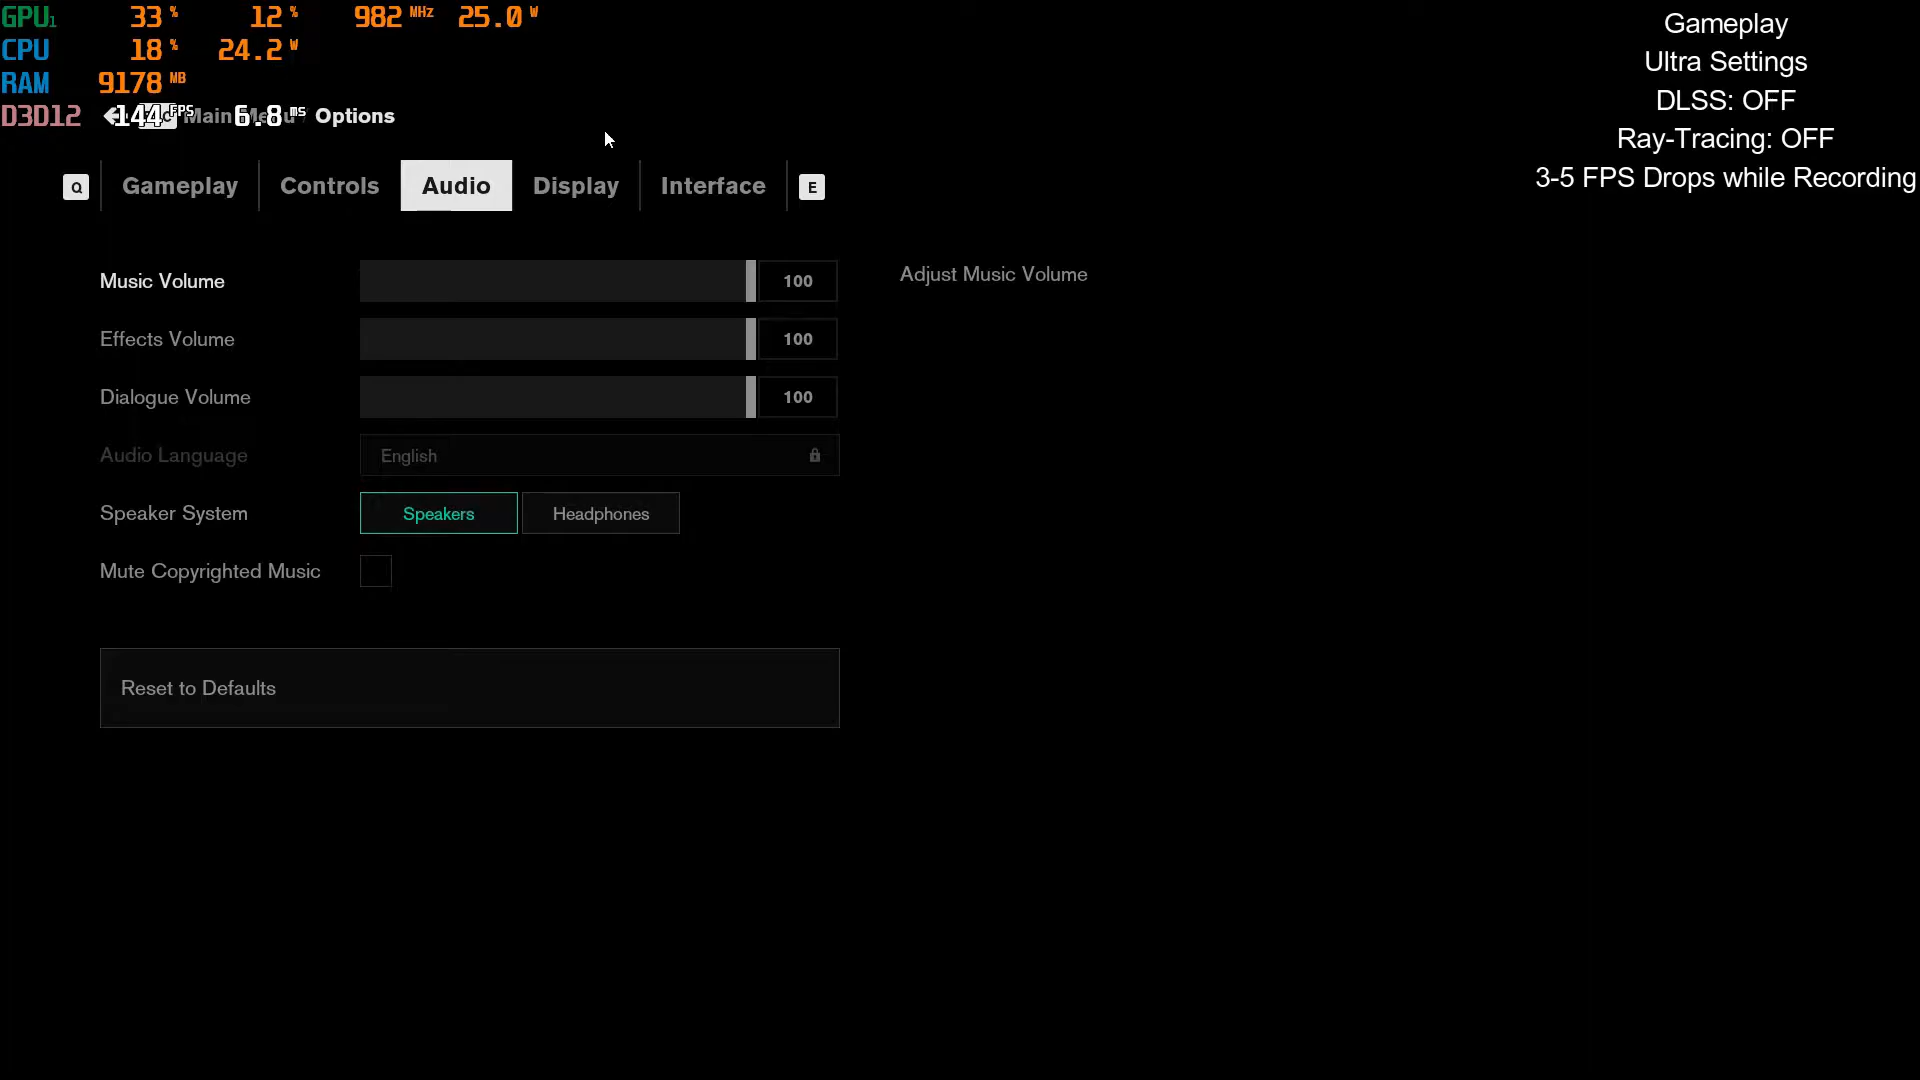 GPU1 33 % 12 % 982 MHz 25.0 W
CPU 18 % 24.2 W
RAM 9178 MB
D3D12 144 FPS 6.8 ms
Main Menu / Options
Gameplay
Ultra Settings
DLSS: OFF
Ray-Tracing: OFF
3-5 FPS Drops while Recording
Q Gameplay Controls Audio Display Interface E
Music Volume 100 Adjust Music Volume
Effects Volume 100
Dialogue Volume 100
Audio Language English
Speaker System Speakers Headphones
Mute Copyrighted Music
Reset to Defaults